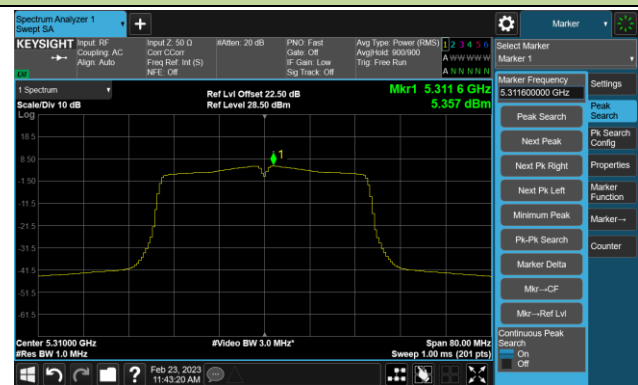 Spectrum Analyzer 1
Swept SA
+
Marker
KEYSIGHT
Input: RF
Coupling: AC
Align: Auto
Input Z: 50 Ω
Corr CCorr
Freq Ref: Int (S)
NFE: Off
#Atten: 20 dB
PNO: Fast
Gate: Off
IF Gain: Low
Sig Track: Off
Avg Type: Power (RMS)
Avg|Hold: 900/900
Trig: Free Run
1 2 3 4 5 6
A W W W W W
A N N N N N
Select Marker
Marker 1
1 Spectrum
Scale/Div 10 dB
Log
Ref Lvl Offset 22.50 dB
Ref Level 28.50 dBm
Mkr1 5.311 6 GHz
5.357 dBm
18.5
8.50
-1.50
-11.5
-21.5
-31.5
-41.5
-51.5
-61.5
1
Center 5.31000 GHz
#Res BW 1.0 MHz
#Video BW 3.0 MHz*
Span 80.00 MHz
Sweep 1.00 ms (201 pts)
Marker Frequency
5.311600000 GHz
Peak Search
Next Peak
Next Pk Right
Next Pk Left
Minimum Peak
Pk-Pk Search
Marker Delta
Mkr→CF
Mkr→Ref Lvl
Continuous Peak
Search
On
Off
Settings
Peak
Search
Pk Search
Config
Properties
Marker
Function
Marker→
Counter
?
Feb 23, 2023
11:43:20 AM